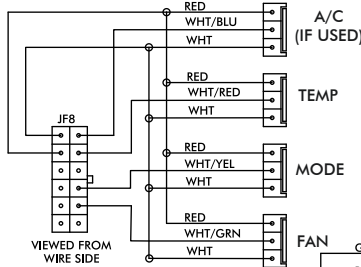 RED
WHT/BLU
WHT
A/C
(IF USED)
RED
WHT/RED
WHT
TEMP
JF8
RED
WHT/YEL
WHT
MODE
RED
WHT/GRN
WHT
FAN
VIEWED FROM
WIRE SIDE